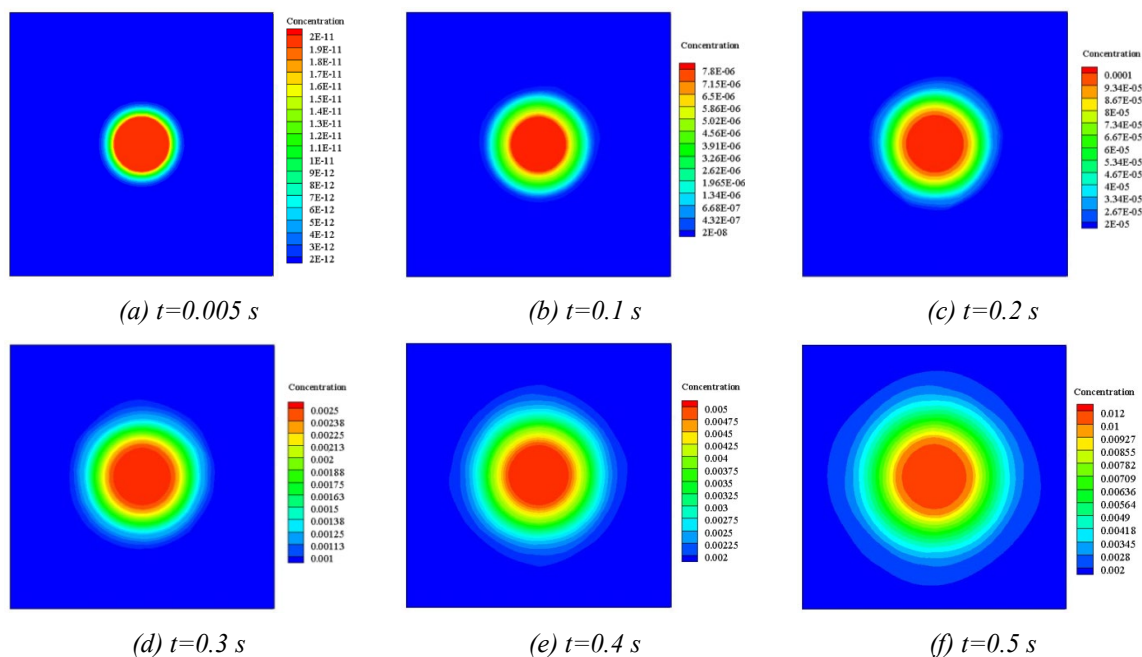 Concentration
2E-11
1.9E-11
1.8E-11
1.7E-11
1.6E-11
1.5E-11
1.4E-11
1.3E-11
1.2E-11
1.1E-11
1E-11
9E-12
8E-12
7E-12
6E-12
5E-12
4E-12
3E-12
2E-12
(a) t=0.005 s
Concentration
7.8E-06
7.15E-06
6.5E-06
5.86E-06
5.02E-06
4.56E-06
3.91E-06
3.26E-06
2.62E-06
1.965E-06
1.34E-06
6.68E-07
4.32E-07
2E-08
(b) t=0.1 s
Concentration
0.0001
9.34E-05
8.67E-05
8E-05
7.34E-05
6.67E-05
6E-05
5.34E-05
4.67E-05
4E-05
3.34E-05
2.67E-05
2E-05
(c) t=0.2 s
Concentration
0.0025
0.00238
0.00225
0.00213
0.002
0.00188
0.00175
0.00163
0.0015
0.00138
0.00125
0.00113
0.001
(d) t=0.3 s
Concentration
0.005
0.00475
0.0045
0.00425
0.004
0.00375
0.0035
0.00325
0.003
0.00275
0.0025
0.00225
0.002
(e) t=0.4 s
Concentration
0.012
0.01
0.00927
0.00855
0.00782
0.00709
0.00636
0.00564
0.0049
0.00418
0.00345
0.0028
0.002
(f) t=0.5 s